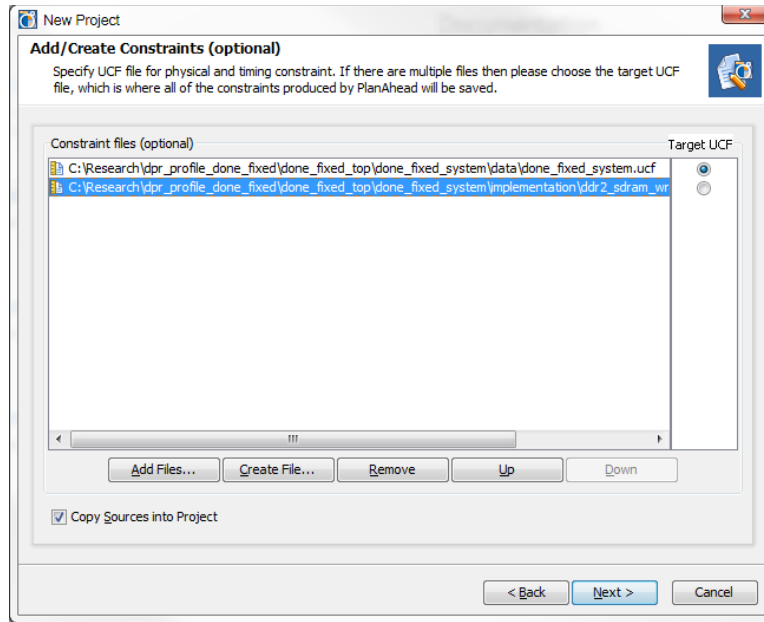 New Project
Add/Create Constraints (optional)
Specify UCF file for physical and timing constraint. If there are multiple files then please choose the target UCF
file, which is where all of the constraints produced by PlanAhead will be saved.
Constraint files (optional)
Target UCF
C:\Research\dpr_profile_done_fixed\done_fixed_top\done_fixed_system\data\done_fixed_system.ucf
C:\Research\dpr_profile_done_fixed\done_fixed_top\done_fixed_system\implementation\ddr2_sdram_wr
Add Files... Create File... Remove Up Down
Copy Sources into Project
< Back Next > Cancel